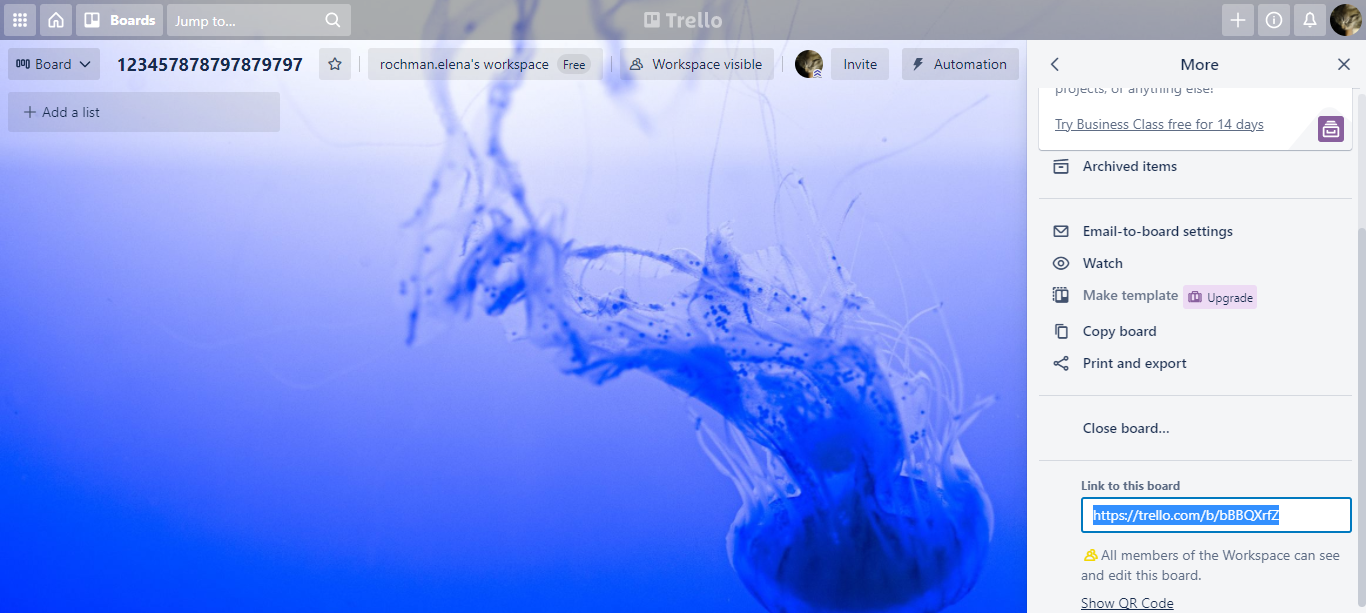 Boards
Jump to...
Trello
Board
123457878797879797
rochman.elena's workspace Free
Workspace visible
Invite
Automation
Add a list
More
projects, or anything else!
Try Business Class free for 14 days
Archived items
Email-to-board settings
Watch
Make template Upgrade
Copy board
Print and export
Close board...
Link to this board
https://trello.com/b/bBBQXrfZ
All members of the Workspace can see
and edit this board.
Show QR Code